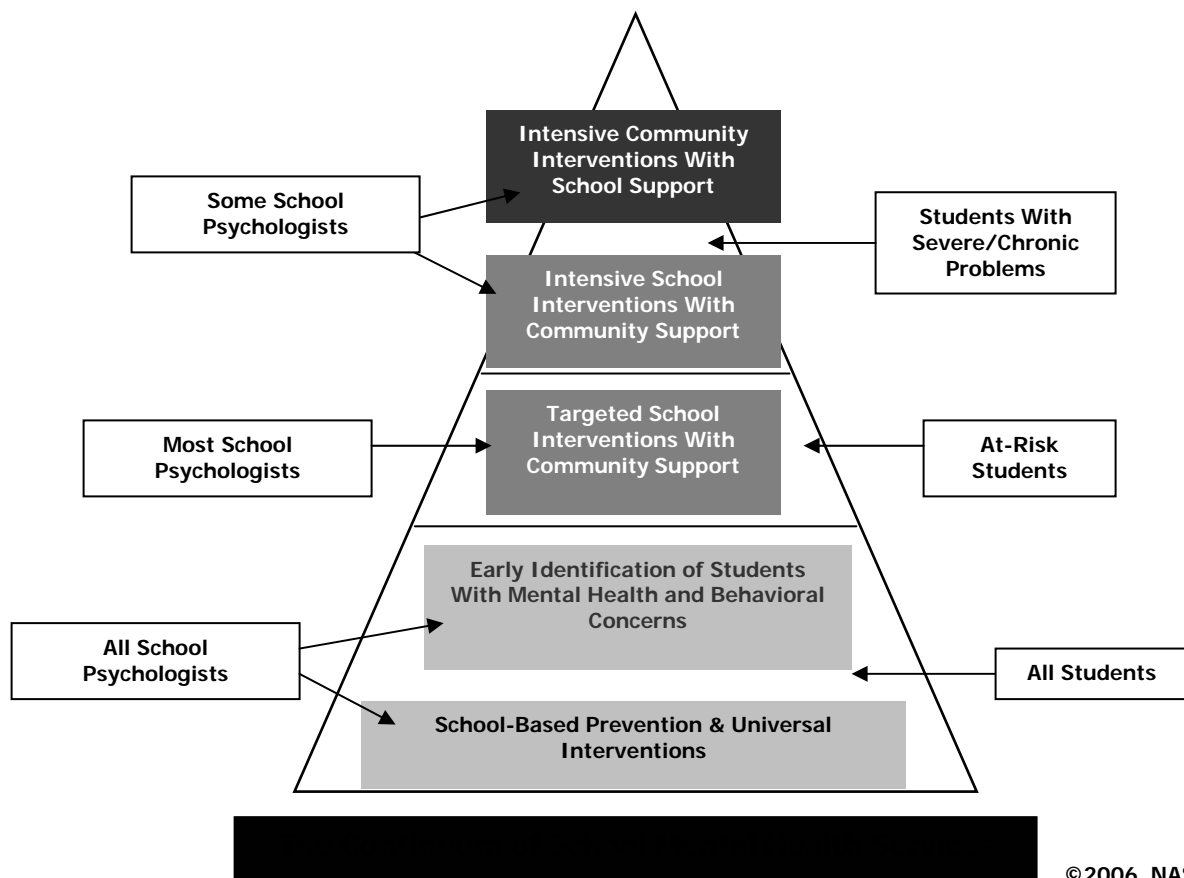 Intensive Community
Interventions With
School Support
Some School
Psychologists
Students With
Severe/Chronic
Problems
Intensive School
Interventions With
Community Support
Targeted School
Interventions With
Community Support
Most School
Psychologists
At-Risk
Students
Early Identification of Students
With Mental Health and Behavioral
Concerns
All School
Psychologists
All Students
School-Based Prevention & Universal
Interventions
©2006, NAS